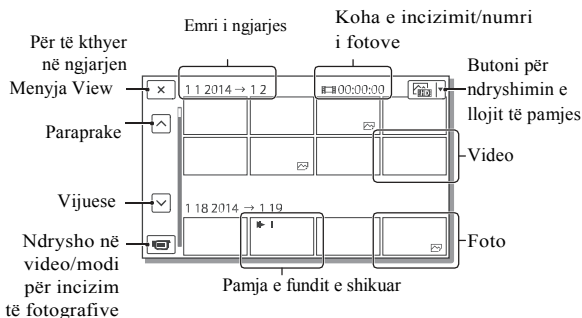 Emri i ngjarjes
Koha e incizimit/numri
i fotove
Për të kthyer
në ngjarjen
Menyja View
Butoni për
ndryshimin e
llojit të pamjes
1 1 2014 → 1 2
00:00:00
Paraprake
Video
Vijuese
1 18 2014 → 1 19
Ndrysho në
video/modi
për incizim
të fotografive
Foto
Pamja e fundit e shikuar